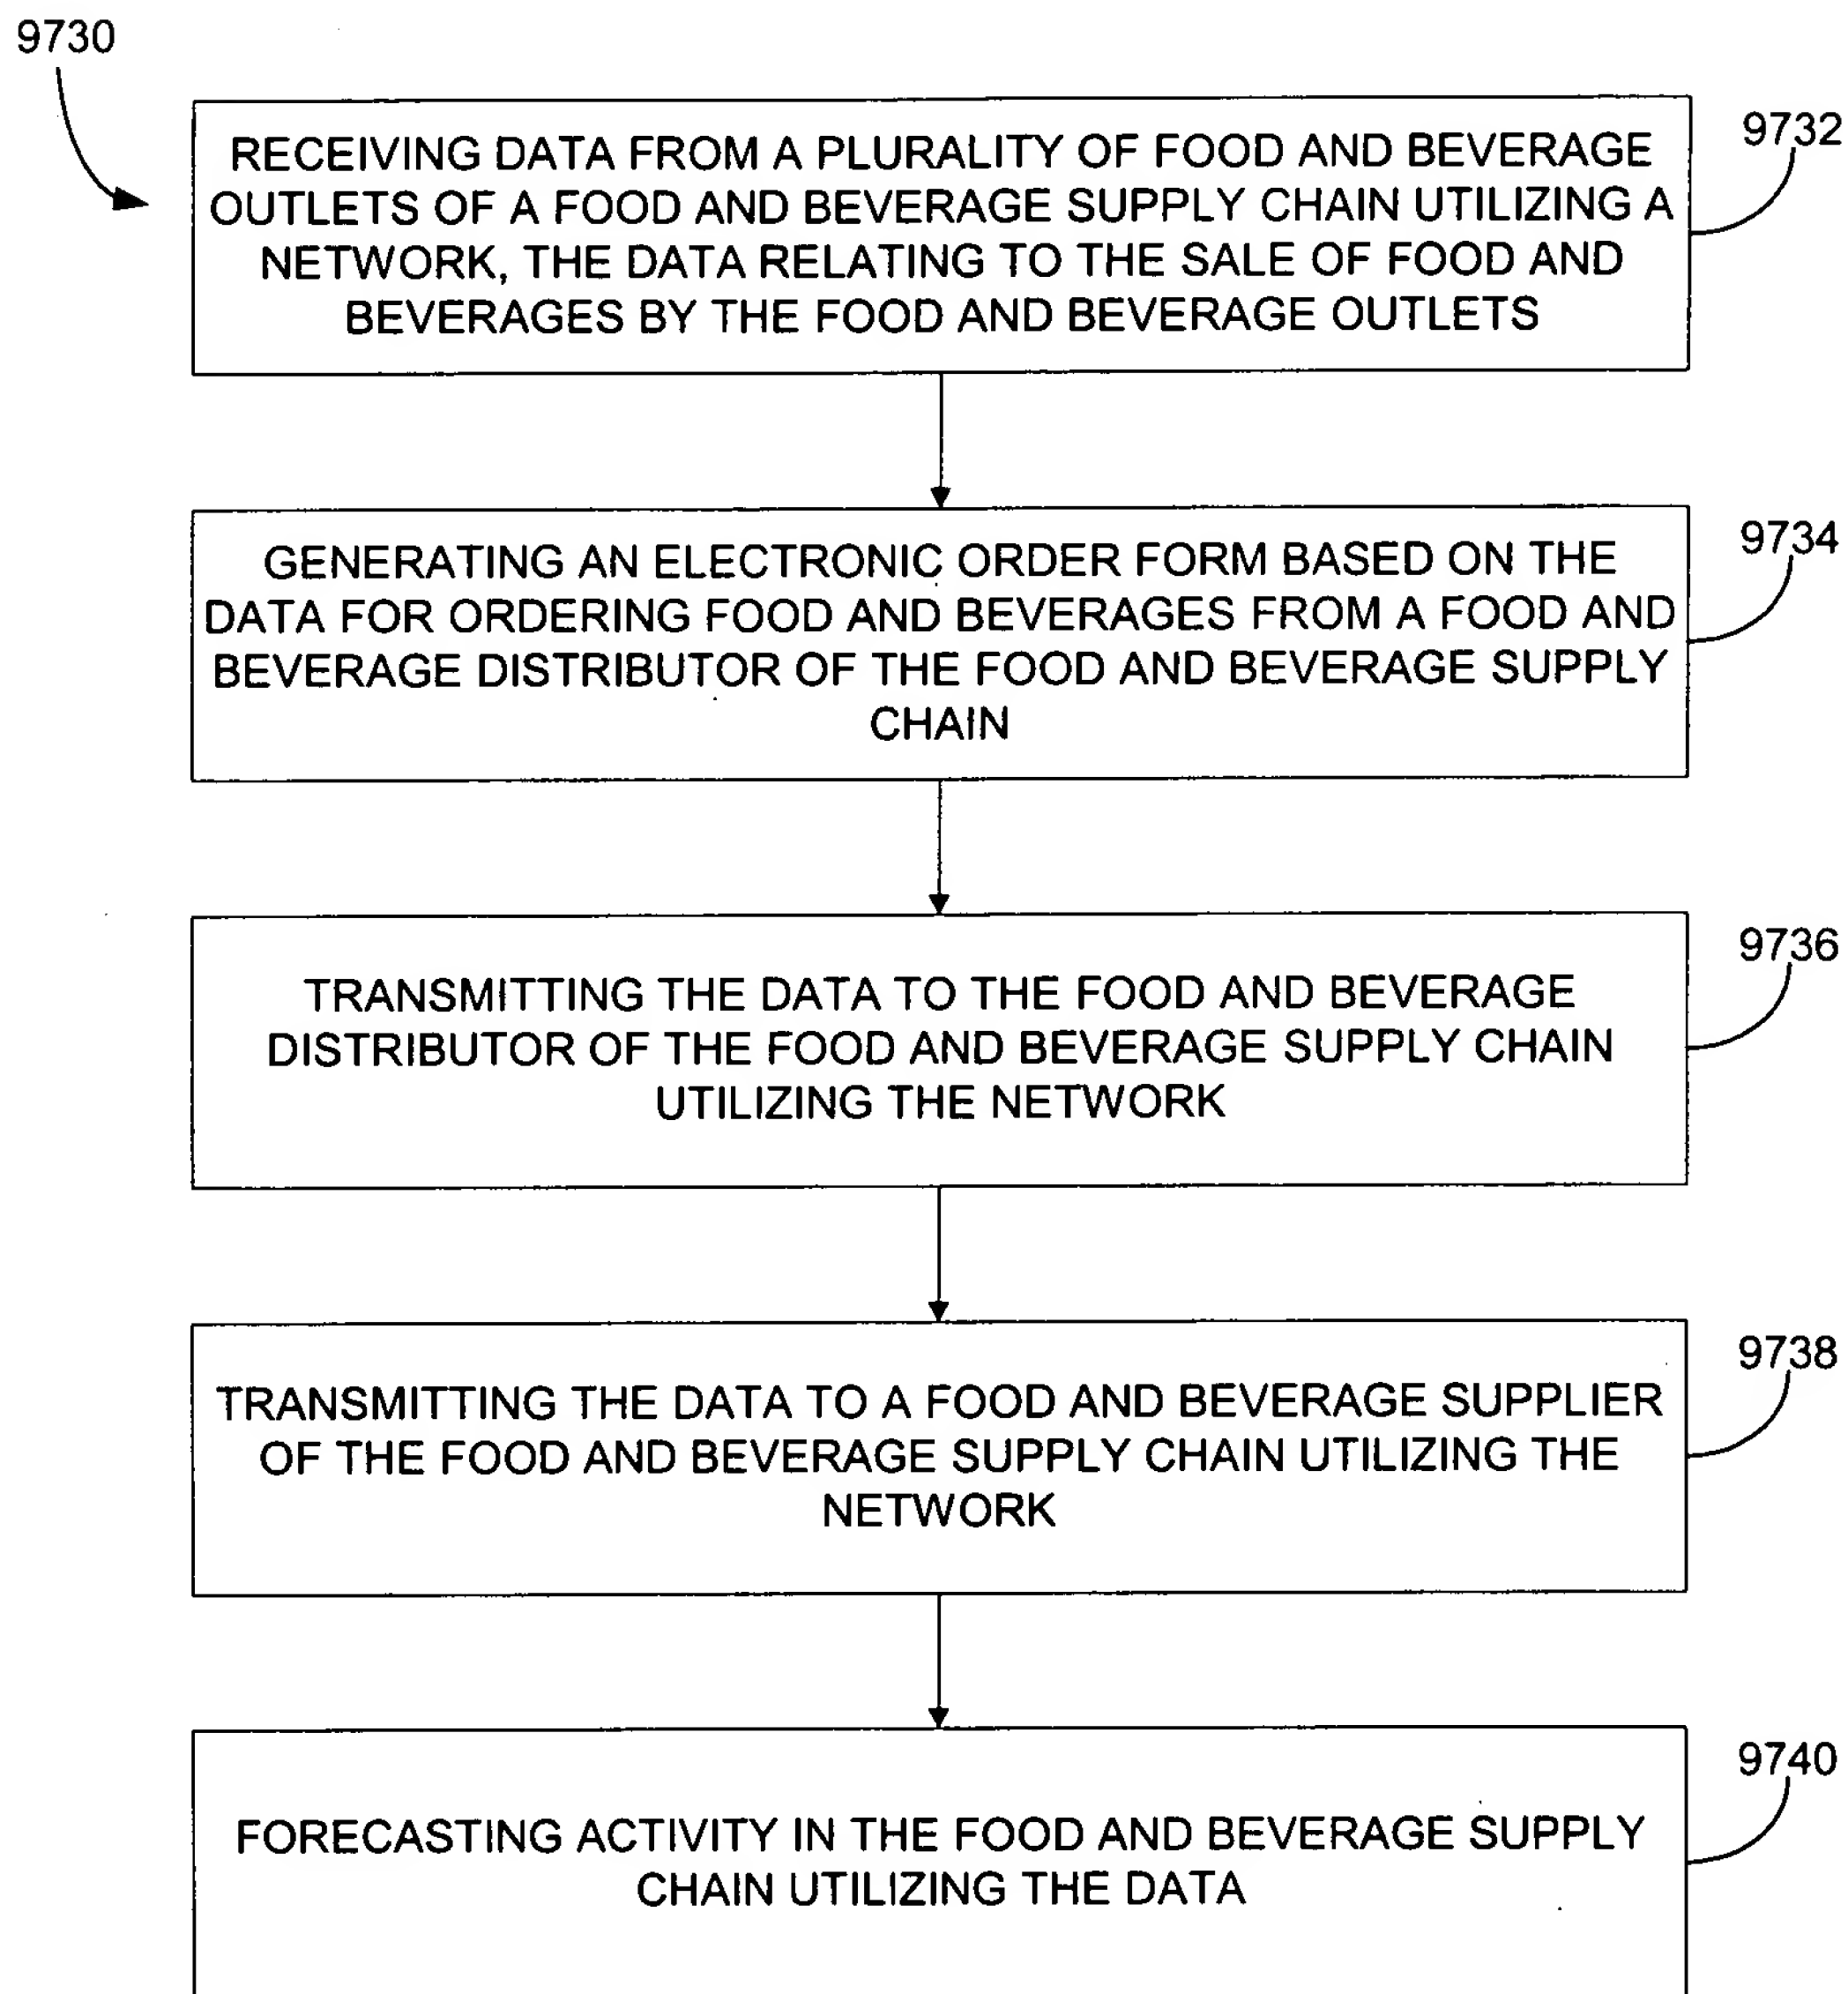 9730
9732
RECEIVING DATA FROM A PLURALITY OF FOOD AND BEVERAGE
OUTLETS OF A FOOD AND BEVERAGE SUPPLY CHAIN UTILIZING A
NETWORK, THE DATA RELATING TO THE SALE OF FOOD AND
BEVERAGES BY THE FOOD AND BEVERAGE OUTLETS
9734
GENERATING AN ELECTRONIC ORDER FORM BASED ON THE
DATA FOR ORDERING FOOD AND BEVERAGES FROM A FOOD AND
BEVERAGE DISTRIBUTOR OF THE FOOD AND BEVERAGE SUPPLY
CHAIN
9736
TRANSMITTING THE DATA TO THE FOOD AND BEVERAGE
DISTRIBUTOR OF THE FOOD AND BEVERAGE SUPPLY CHAIN
UTILIZING THE NETWORK
9738
TRANSMITTING THE DATA TO A FOOD AND BEVERAGE SUPPLIER
OF THE FOOD AND BEVERAGE SUPPLY CHAIN UTILIZING THE
NETWORK
9740
FORECASTING ACTIVITY IN THE FOOD AND BEVERAGE SUPPLY
CHAIN UTILIZING THE DATA